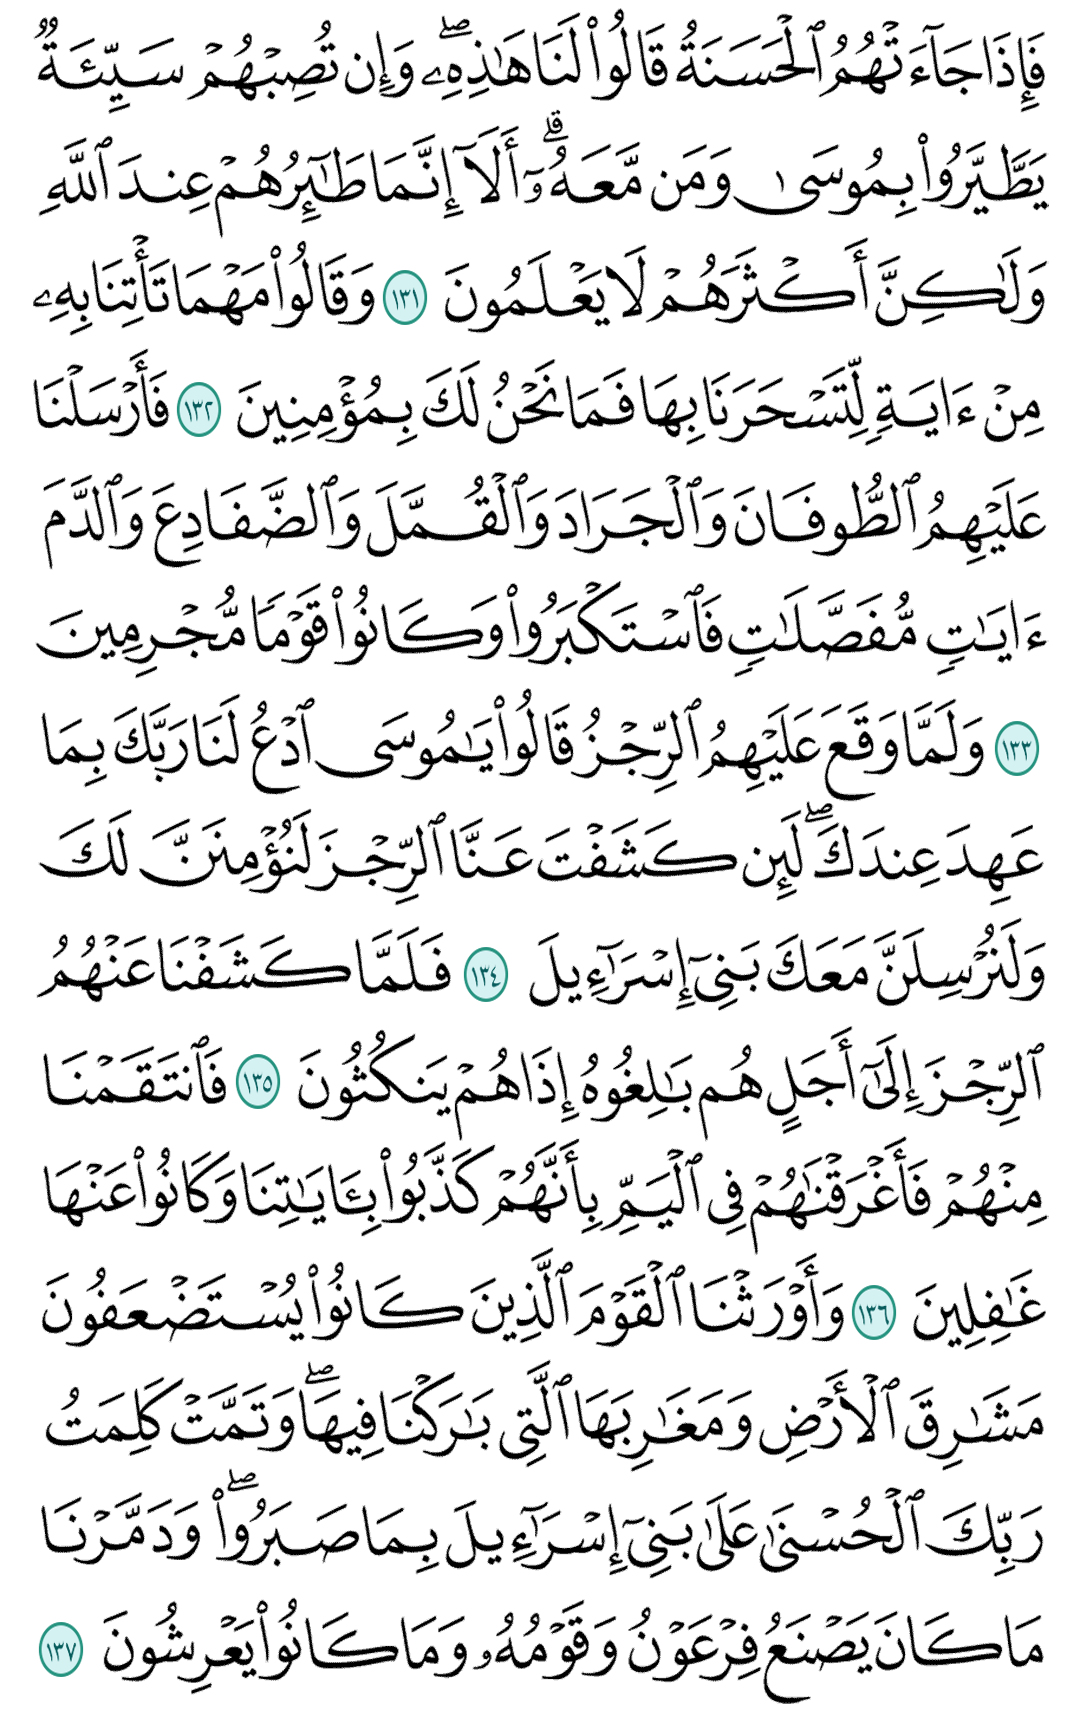 فَإِذَا جَآءَتْهُمُ ٱلْحَسَنَةُ قَالُوا۟ لَنَا هَـٰذِهِۦ ۖ وَإِن تُصِبْهُمْ سَيِّئَةٌ
يَطَّيَّرُوا۟ بِمُوسَىٰ وَمَن مَّعَهُۥٓ ۗ أَلَآ إِنَّمَا طَـٰٓئِرُهُمْ عِندَ ٱللَّهِ
وَلَـٰكِنَّ أَكْثَرَهُمْ لَا يَعْلَمُونَ ١٣١ وَقَالُوا۟ مَهْمَا تَأْتِنَا بِهِۦ
مِنْ ءَايَةٍ لِّتَسْحَرَنَا بِهَا فَمَا نَحْنُ لَكَ بِمُؤْمِنِينَ ١٣٢ فَأَرْسَلْنَا
عَلَيْهِمُ ٱلطُّوفَانَ وَٱلْجَرَادَ وَٱلْقُمَّلَ وَٱلضَّفَادِعَ وَٱلدَّمَ
ءَايَـٰتٍ مُّفَصَّلَـٰتٍ فَٱسْتَكْبَرُوا۟ وَكَانُوا۟ قَوْمًا مُّجْرِمِينَ
١٣٣ وَلَمَّا وَقَعَ عَلَيْهِمُ ٱلرِّجْزُ قَالُوا۟ يَـٰمُوسَى ٱدْعُ لَنَا رَبَّكَ بِمَا
عَهِدَ عِندَكَ ۖ لَئِن كَشَفْتَ عَنَّا ٱلرِّجْزَ لَنُؤْمِنَنَّ لَكَ
وَلَنُرْسِلَنَّ مَعَكَ بَنِىٓ إِسْرَٰٓءِيلَ ١٣٤ فَلَمَّا كَشَفْنَا عَنْهُمُ
ٱلرِّجْزَ إِلَىٰٓ أَجَلٍ هُم بَـٰلِغُوهُ إِذَا هُمْ يَنكُثُونَ ١٣٥ فَٱنتَقَمْنَا
مِنْهُمْ فَأَغْرَقْنَـٰهُمْ فِى ٱلْيَمِّ بِأَنَّهُمْ كَذَّبُوا۟ بِـَٔايَـٰتِنَا وَكَانُوا۟ عَنْهَا
غَـٰفِلِينَ ١٣٦ وَأَوْرَثْنَا ٱلْقَوْمَ ٱلَّذِينَ كَانُوا۟ يُسْتَضْعَفُونَ
مَشَـٰرِقَ ٱلْأَرْضِ وَمَغَـٰرِبَهَا ٱلَّتِى بَـٰرَكْنَا فِيهَا ۖ وَتَمَّتْ كَلِمَتُ
رَبِّكَ ٱلْحُسْنَىٰ عَلَىٰ بَنِىٓ إِسْرَٰٓءِيلَ بِمَا صَبَرُوا۟ ۖ وَدَمَّرْنَا
مَا كَانَ يَصْنَعُ فِرْعَوْنُ وَقَوْمُهُۥ وَمَا كَانُوا۟ يَعْرِشُونَ ١٣٧